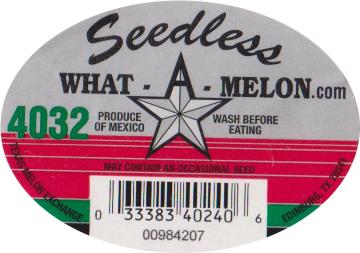 Seedless
WHAT-A-MELON.com
4032
PRODUCE
OF MEXICO
WASH BEFORE
EATING
MAY CONTAIN AN OCCASIONAL SEED
TEXAS MELON EXCHANGE
EDINBURG, TX 78541
0 33383 40240 6
00984207